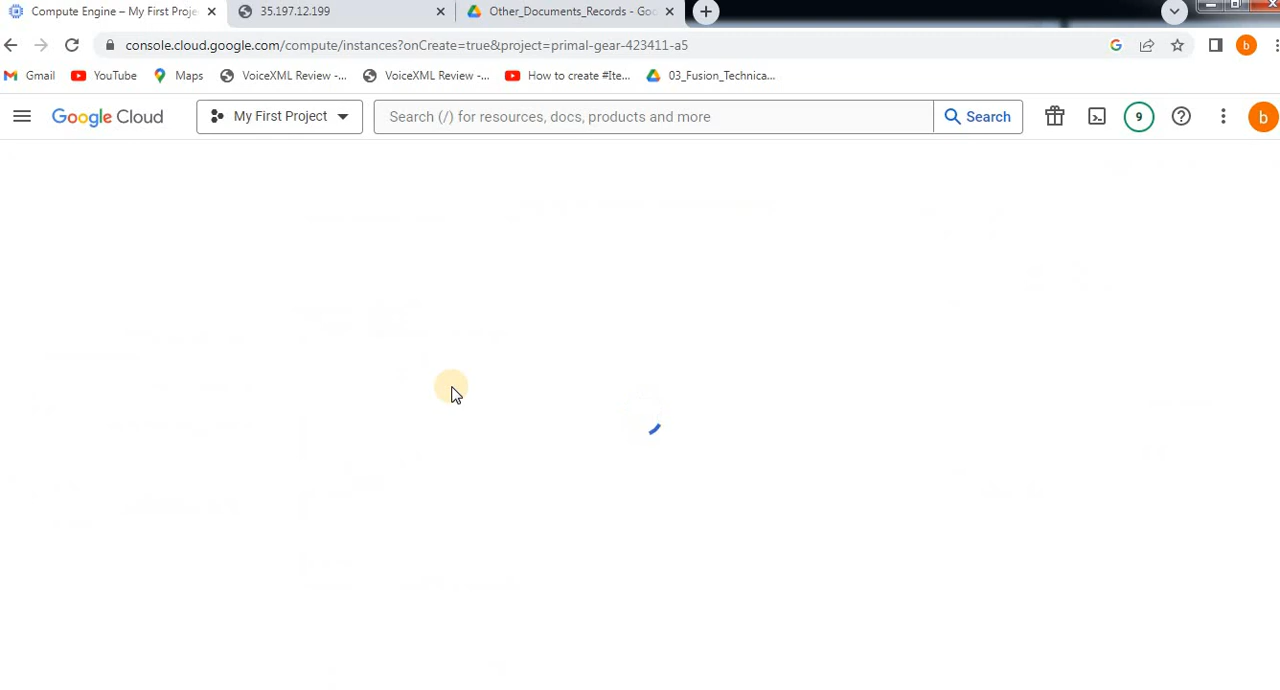 Compute Engine – My First Proje
35.197.12.199
Other_Documents_Records - Goo
console.cloud.google.com/compute/instances?onCreate=true&project=primal-gear-423411-a5
G
b
Gmail
YouTube
Maps
VoiceXML Review -...
VoiceXML Review -...
How to create #Ite...
03_Fusion_Technica...
Google Cloud
My First Project
Search (/) for resources, docs, products and more
Search
9
b